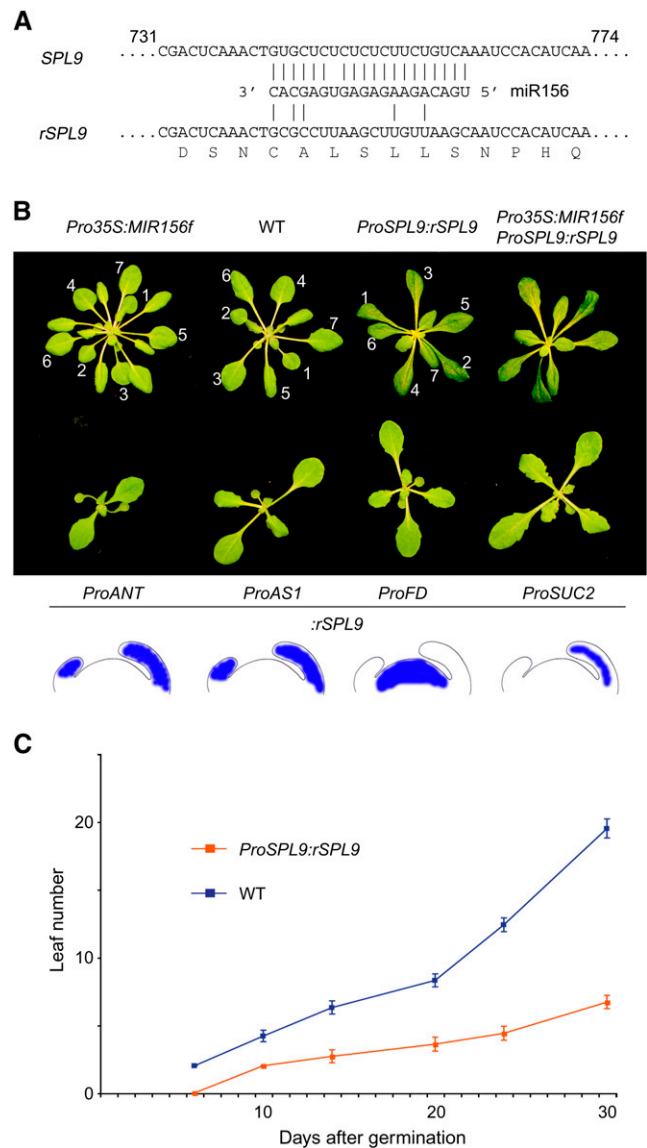 A
731 774
SPL9 ....CGACUCAAACUGUGCUCUCUCUCUUCUGUCAAAUCCACAUCAA....
3' CACGAGUGAGAGAAGACAGU 5' miR156
rSPL9 ....CGACUCAAACUGCGCCUUAAGCUUGUUAAGCAAUCCACAUCAA....
D S N C A L S L L S N P H Q
B
Pro35S:MIR156f WT ProSPL9:rSPL9 Pro35S:MIR156f
ProSPL9:rSPL9
7 4 1 5 6 2 3
6 4 2 7 3 1 5
3 1 5 6 2 7 4
ProANT ProAS1 ProFD ProSUC2
:rSPL9
C
Leaf number
20
10
0
ProSPL9:rSPL9
WT
10 20 30
Days after germination